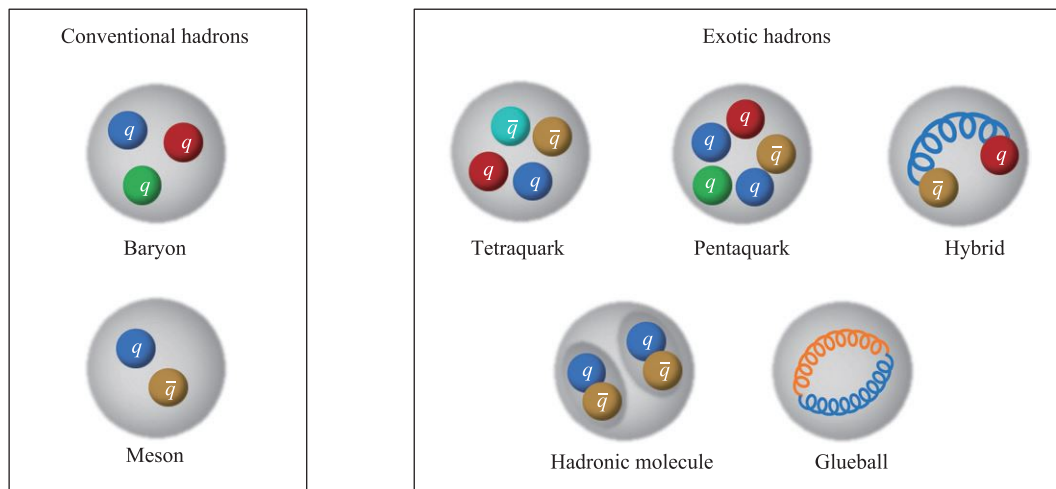 Conventional hadrons
q
q
q
Baryon
q
q̅
Meson
Exotic hadrons
q̅
q̅
q
q
Tetraquark
q
q
q̅
q
q
Pentaquark
q
q̅
Hybrid
q
q̅
q
q̅
Hadronic molecule
Glueball